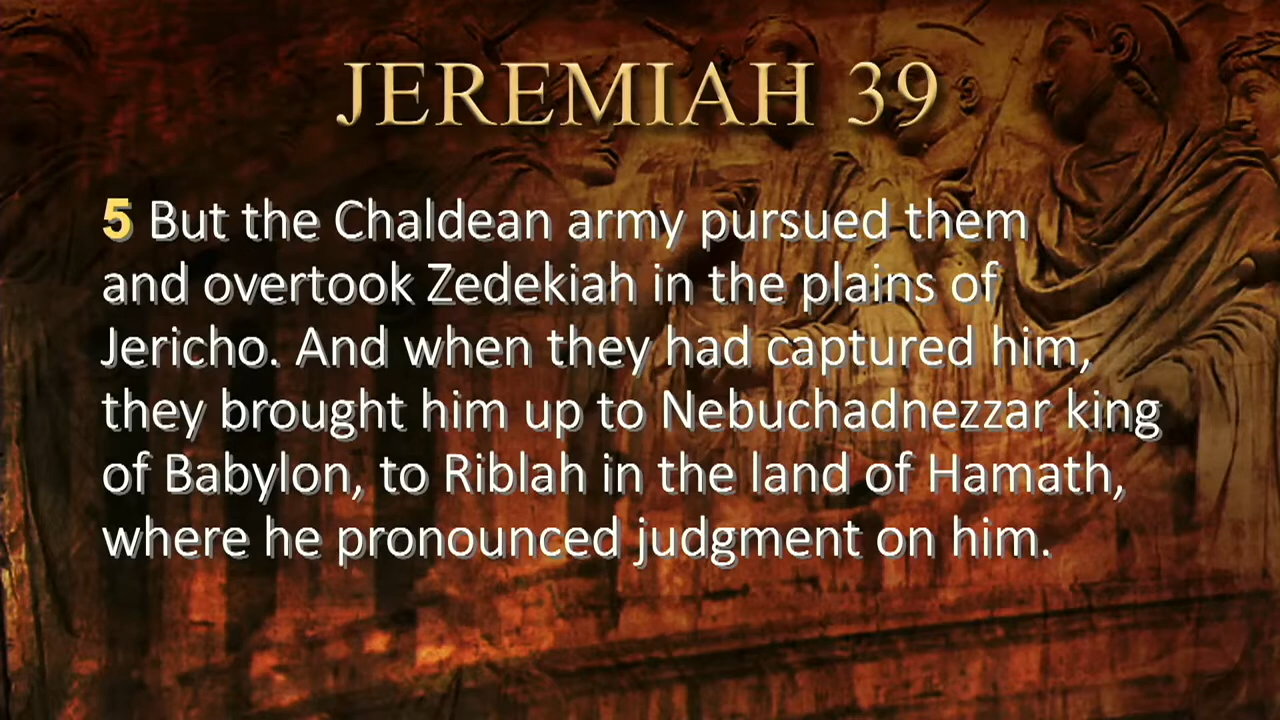 JEREMIAH 39
5 But the Chaldean army pursued them
and overtook Zedekiah in the plains of
Jericho. And when they had captured him,
they brought him up to Nebuchadnezzar king
of Babylon, to Riblah in the land of Hamath,
where he pronounced judgment on him.